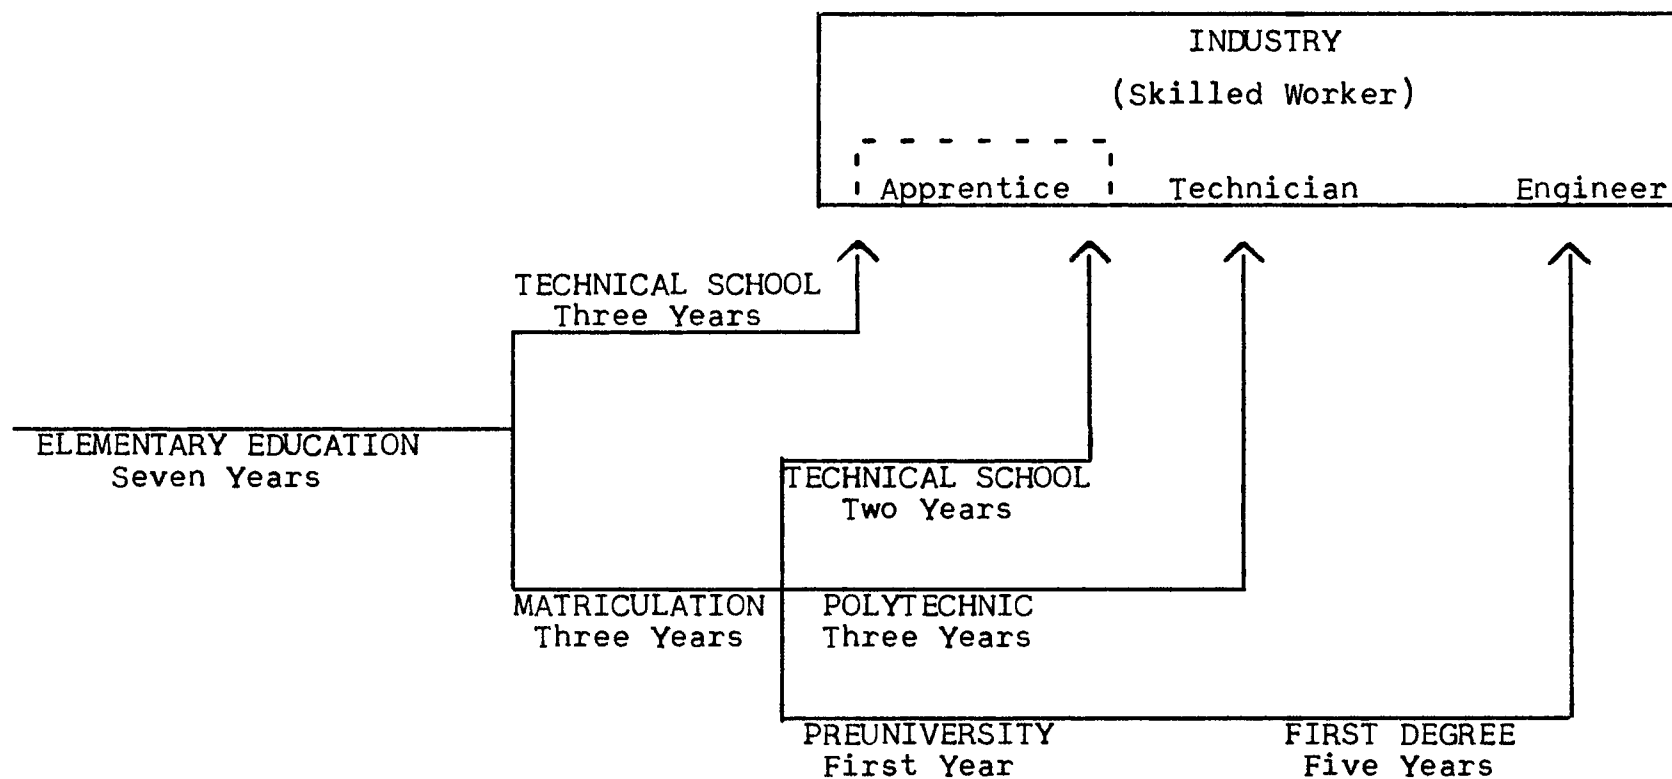 INDUSTRY
(Skilled Worker)
Apprentice Technician Engineer
TECHNICAL SCHOOL
Three Years
ELEMENTARY EDUCATION
Seven Years
TECHNICAL SCHOOL
Two Years
MATRICULATION
Three Years
POLYTECHNIC
Three Years
PREUNIVERSITY
First Year
FIRST DEGREE
Five Years